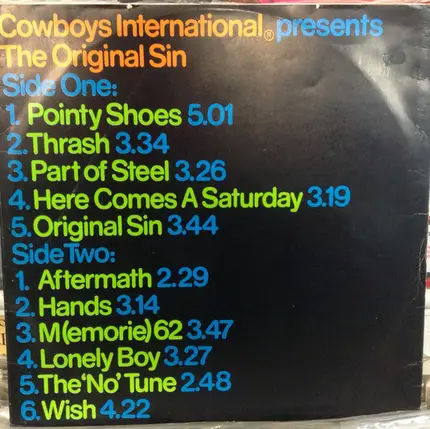 Cowboys International® presents
The Original Sin
Side One:
1. Pointy Shoes 5.01
2. Thrash 3.34
3. Part of Steel 3.26
4. Here Comes A Saturday 3.19
5. Original Sin 3.44
Side Two:
1. Aftermath 2.29
2. Hands 3.14
3. M(emorie)62 3.47
4. Lonely Boy 3.27
5. The 'No' Tune 2.48
6. Wish 4.22